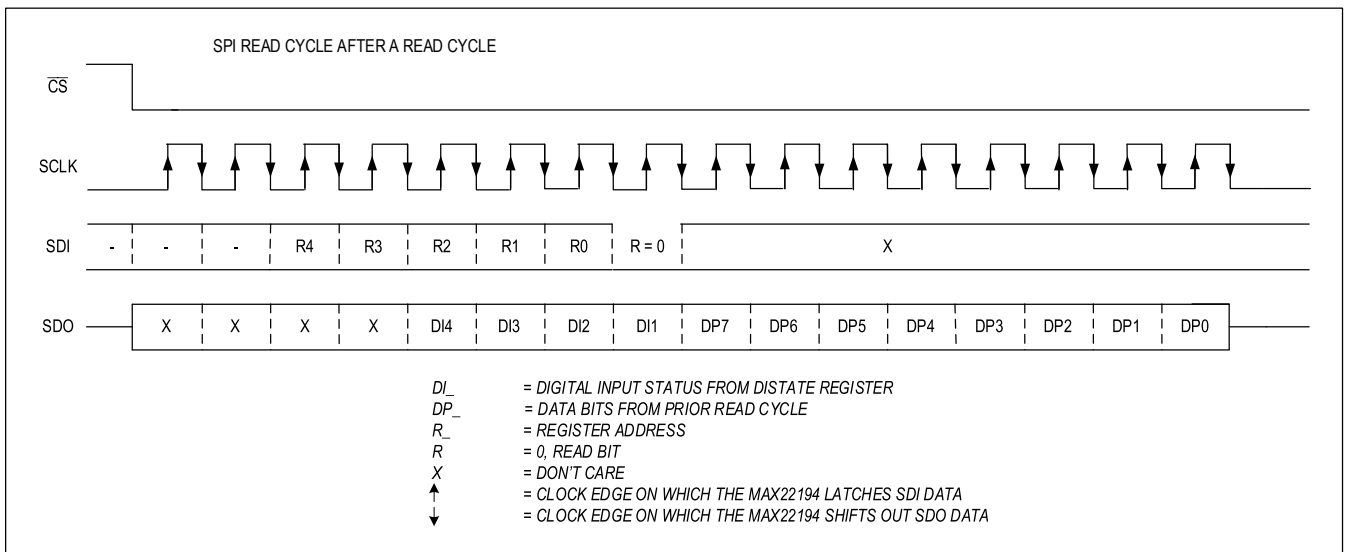 SPI READ CYCLE AFTER A READ CYCLE
CS
SCLK
SDI - - - R4 R3 R2 R1 R0 R = 0 X
SDO X X X X DI4 DI3 DI2 DI1 DP7 DP6 DP5 DP4 DP3 DP2 DP1 DP0
DI_ = DIGITAL INPUT STATUS FROM DISTATE REGISTER
DP_ = DATA BITS FROM PRIOR READ CYCLE
R_ = REGISTER ADDRESS
R = 0, READ BIT
X = DON'T CARE
↑ = CLOCK EDGE ON WHICH THE MAX22194 LATCHES SDI DATA
↓ = CLOCK EDGE ON WHICH THE MAX22194 SHIFTS OUT SDO DATA